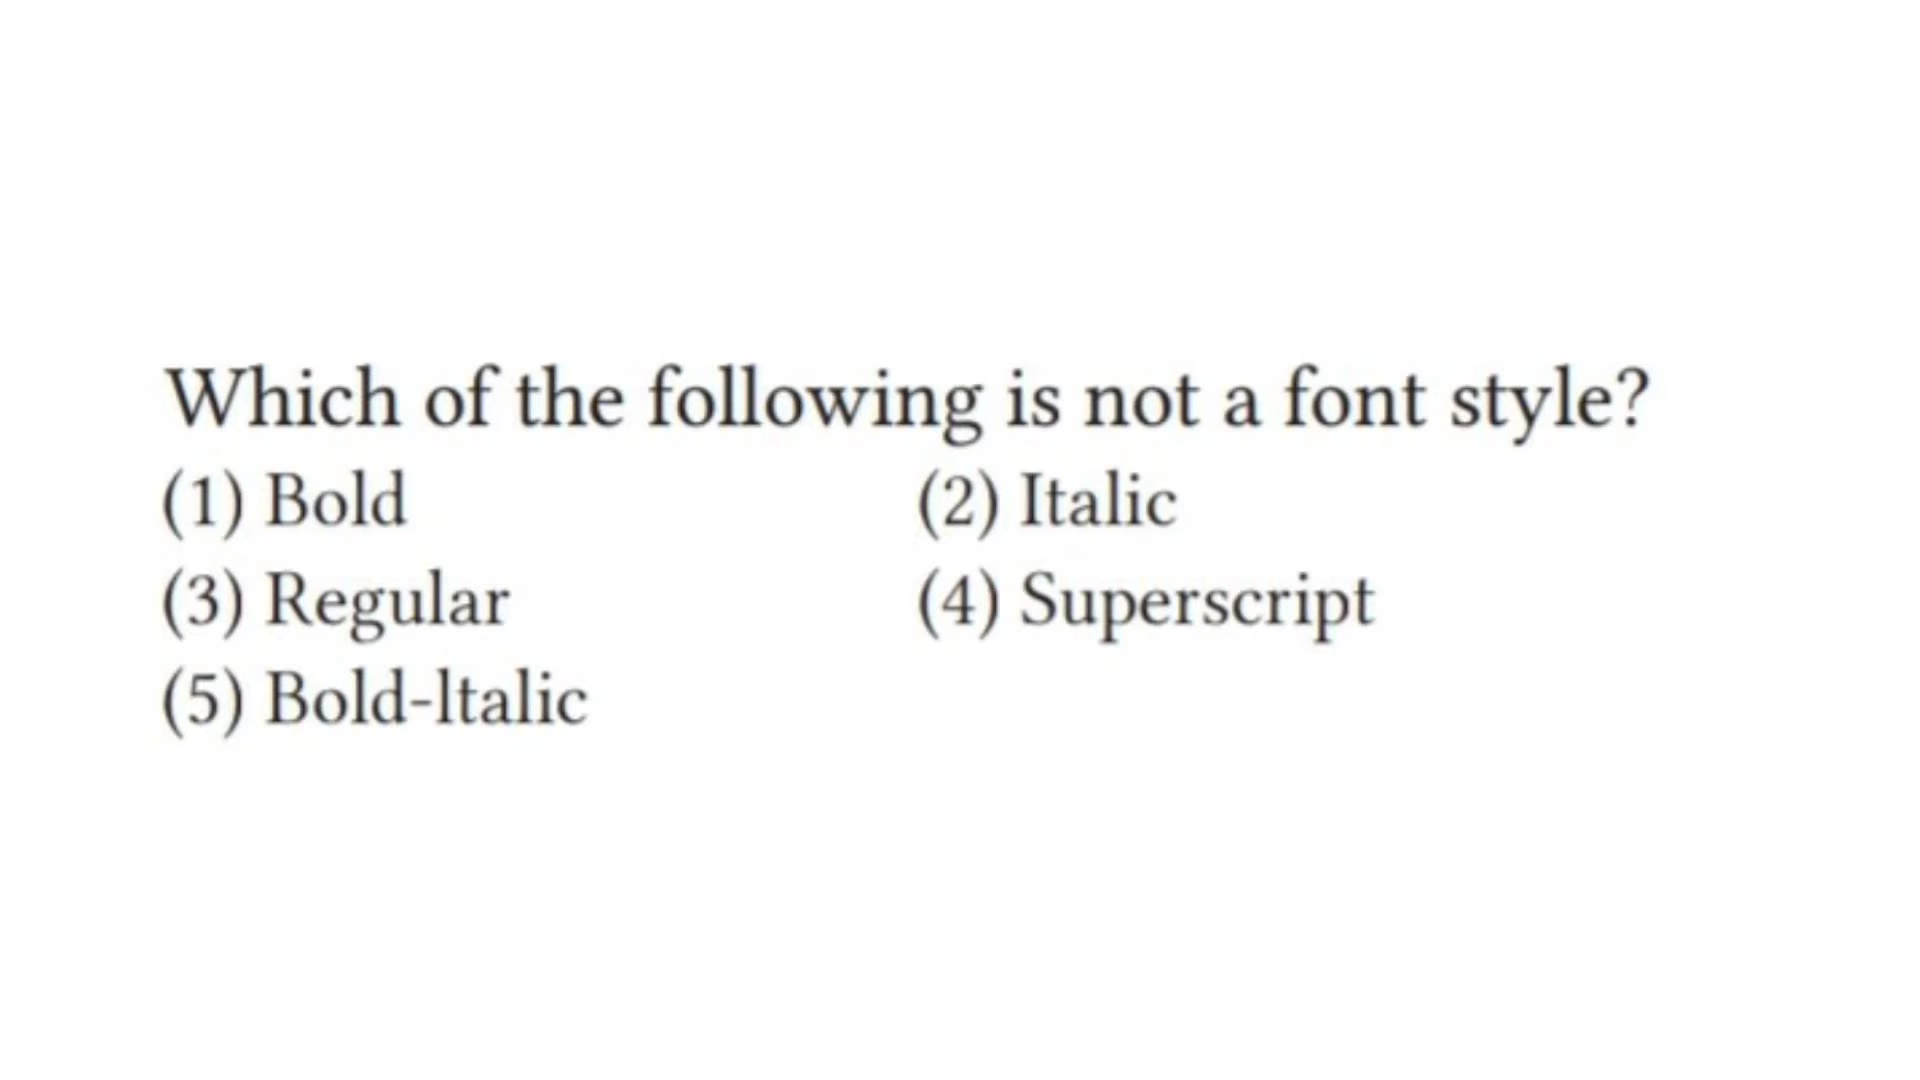 Which of the following is not a font style?
(1) Bold (2) Italic
(3) Regular (4) Superscript
(5) Bold-ltalic